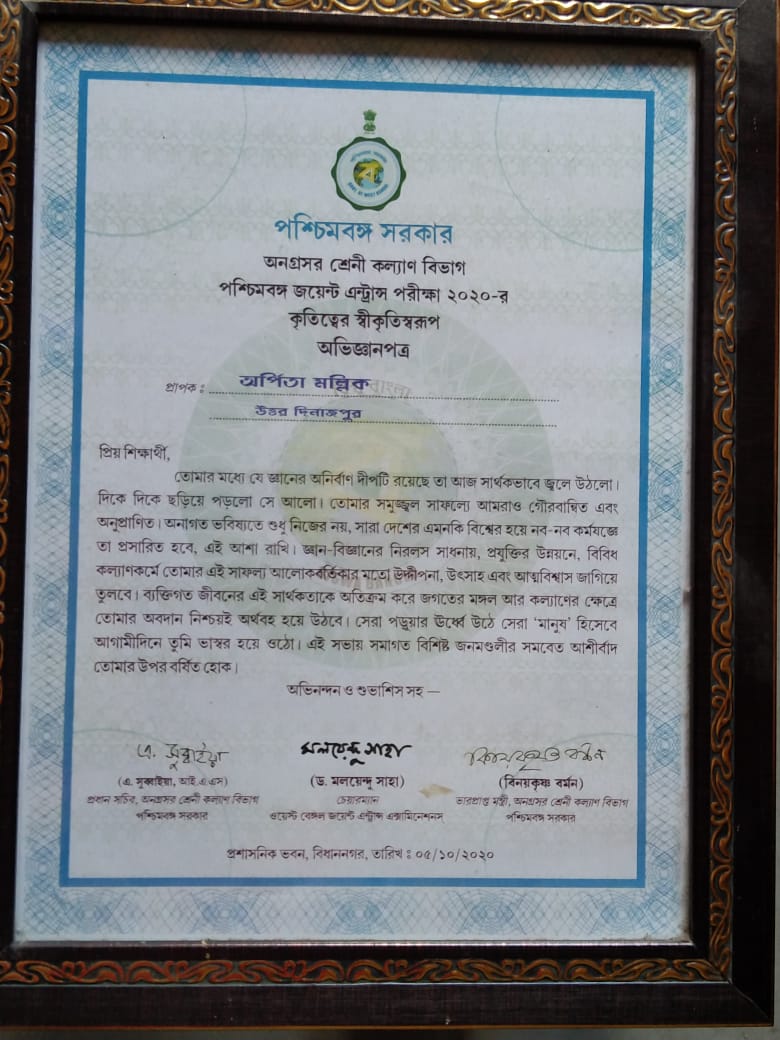 পশ্চিমবঙ্গ সরকার
অনগ্রসর শ্রেনী কল্যাণ বিভাগ
পশ্চিমবঙ্গ জয়েন্ট এন্ট্রান্স পরীক্ষা ২০২০-র
কৃতিত্বের স্বীকৃতিস্বরূপ
অভিজ্ঞানপত্র
প্রাপক : অর্পিতা মল্লিক
উত্তর দিনাজপুর
প্রিয় শিক্ষার্থী,
তোমার মধ্যে যে জ্ঞানের অনির্বাণ দীপটি রয়েছে তা আজ সার্থকভাবে জ্বলে উঠলো।
দিকে দিকে ছড়িয়ে পড়লো সে আলো। তোমার সমুজ্জ্বল সাফল্যে আমরাও গৌরবান্বিত এবং
অনুপ্রাণিত। অনাগত ভবিষ্যতে শুধু নিজের নয়, সারা দেশের এমনকি বিশ্বের হয়ে নব-নব কর্মযজ্ঞে
তা প্রসারিত হবে, এই আশা রাখি। জ্ঞান-বিজ্ঞানের নিরলস সাধনায়, প্রযুক্তির উন্নয়নে, বিবিধ
কল্যাণকর্মে তোমার এই সাফল্য আলোকবর্তিকার মতো উদ্দীপনা, উৎসাহ এবং আত্মবিশ্বাস জাগিয়ে
তুলবে। ব্যক্তিগত জীবনের এই সার্থকতাকে অতিক্রম করে জগতের মঙ্গল আর কল্যাণের ক্ষেত্রে
তোমার অবদান নিশ্চয়ই অর্থবহ হয়ে উঠবে। সেরা পড়ুয়ার ঊর্ধ্বে উঠে সেরা ‘মানুষ’ হিসেবে
আগামীদিনে তুমি ভাস্বর হয়ে ওঠো। এই সভায় সমাগত বিশিষ্ট জনমণ্ডলীর সমবেত আশীর্বাদ
তোমার উপর বর্ষিত হোক।
অভিনন্দন ও শুভাশিস সহ —
এ. সুব্বাইয়া মলয়েন্দু সাহা বিনয়কৃষ্ণ বর্মন
(এ. সুব্বাইয়া, আই.এ.এস) (ড. মলয়েন্দু সাহা) (বিনয়কৃষ্ণ বর্মন)
প্রধান সচিব, অনগ্রসর শ্রেনী কল্যাণ বিভাগ চেয়ারম্যান ভারপ্রাপ্ত মন্ত্রী, অনগ্রসর শ্রেনী কল্যাণ বিভাগ
পশ্চিমবঙ্গ সরকার ওয়েস্ট বেঙ্গল জয়েন্ট এন্ট্রান্স এক্সামিনেশনস্ পশ্চিমবঙ্গ সরকার
প্রশাসনিক ভবন, বিধাননগর, তারিখ : ০৫/১০/২০২০